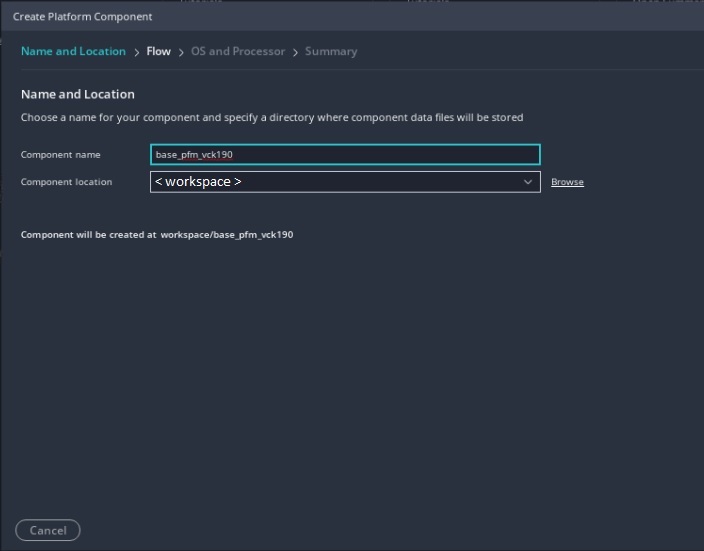 Create Platform Component
Name and Location > Flow > OS and Processor > Summary
Name and Location
Choose a name for your component and specify a directory where component data files will be stored
Component name base_pfm_vck190
Component location < workspace > Browse
Component will be created at workspace/base_pfm_vck190
Cancel